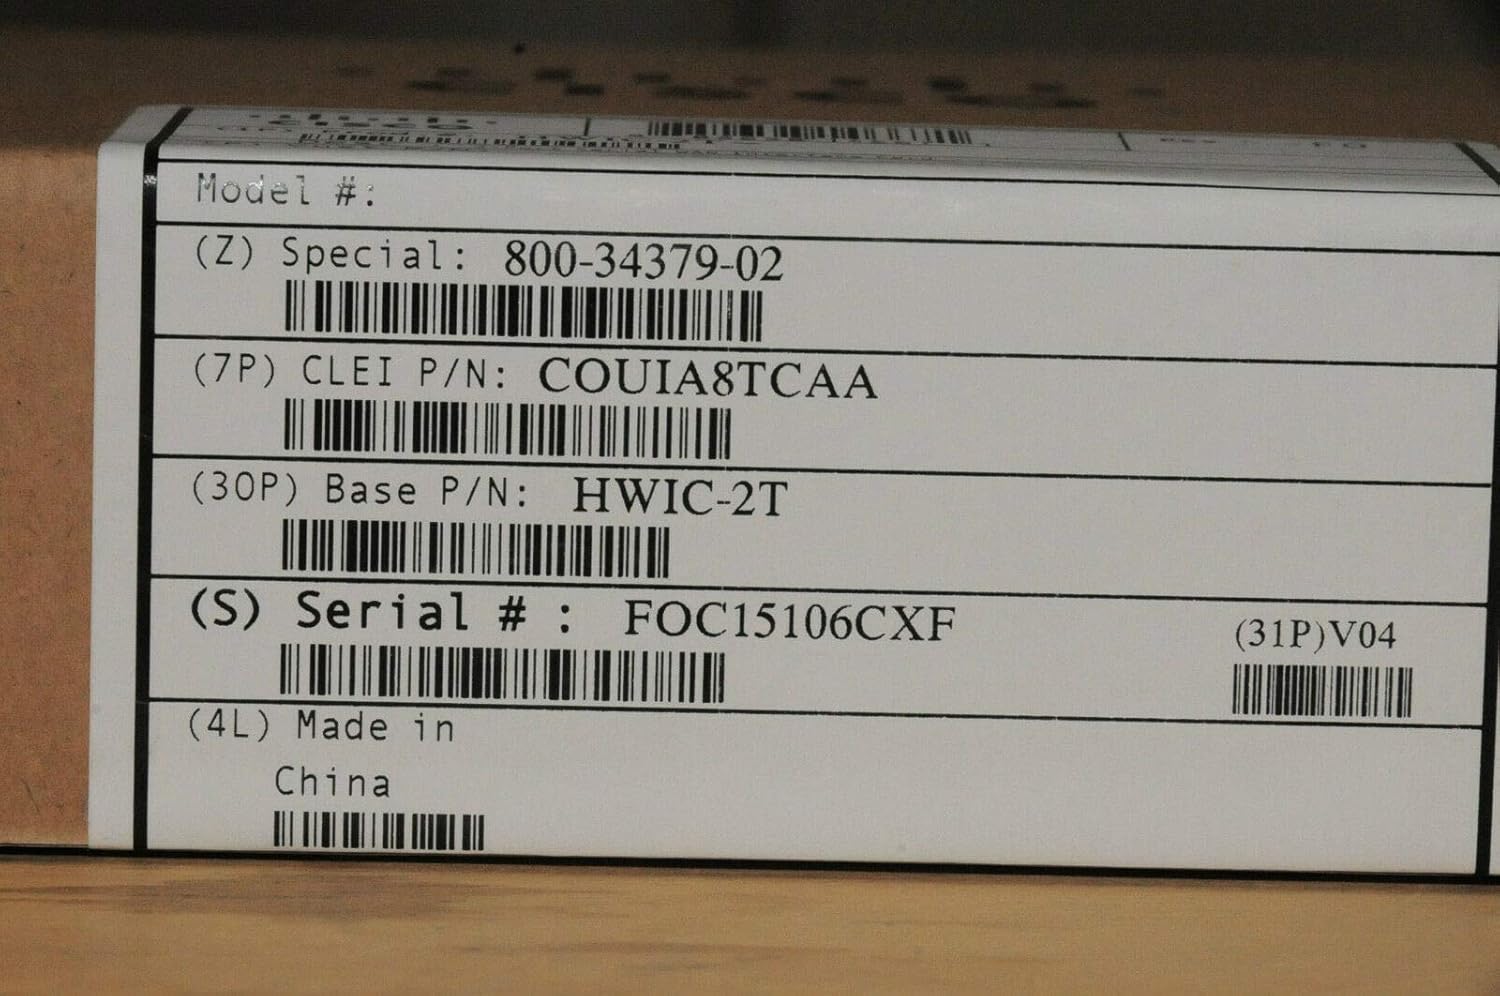 Model #:
(Z) Special: 800-34379-02
(7P) CLEI P/N: COUIA8TCAA
(30P) Base P/N: HWIC-2T
(S) Serial # : FOC15106CXF (31P)V04
(4L) Made in
China